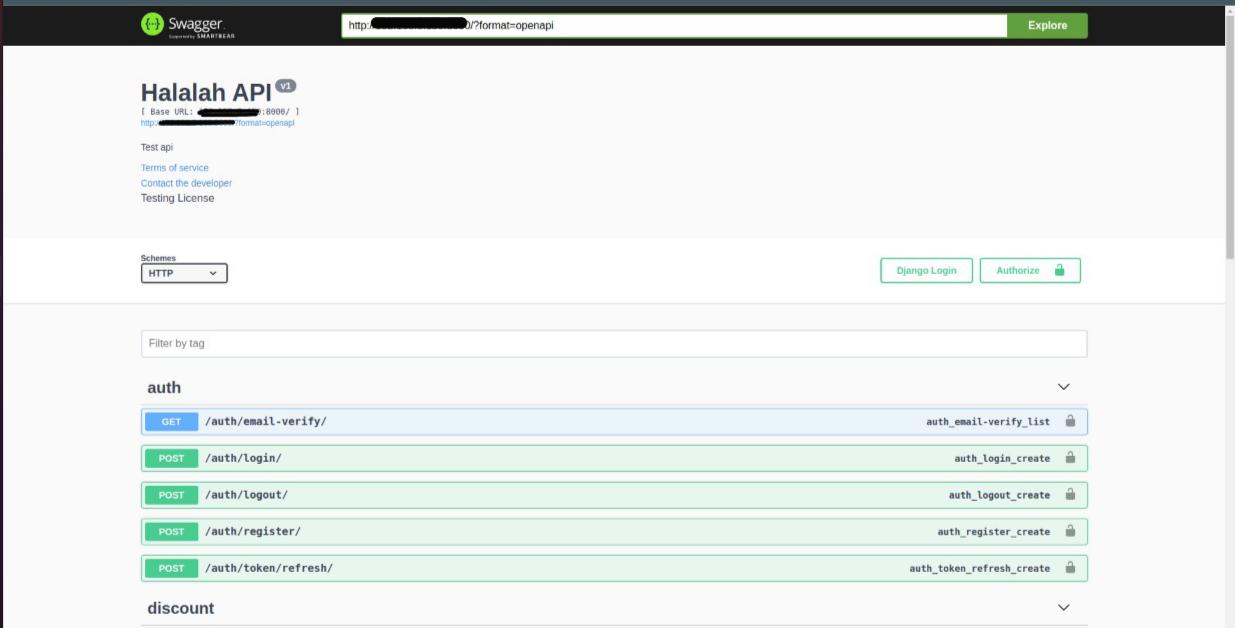 Swagger.
Supported by SMARTBEAR
http:/ 0/?format=openapi
Explore
Halalah API v1
[ Base URL: :8000/ ]
http:/ ?format=openapi
Test api
Terms of service
Contact the developer
Testing License
Schemes
HTTP
Django Login
Authorize
Filter by tag
auth
GET /auth/email-verify/ auth_email-verify_list
POST /auth/login/ auth_login_create
POST /auth/logout/ auth_logout_create
POST /auth/register/ auth_register_create
POST /auth/token/refresh/ auth_token_refresh_create
discount